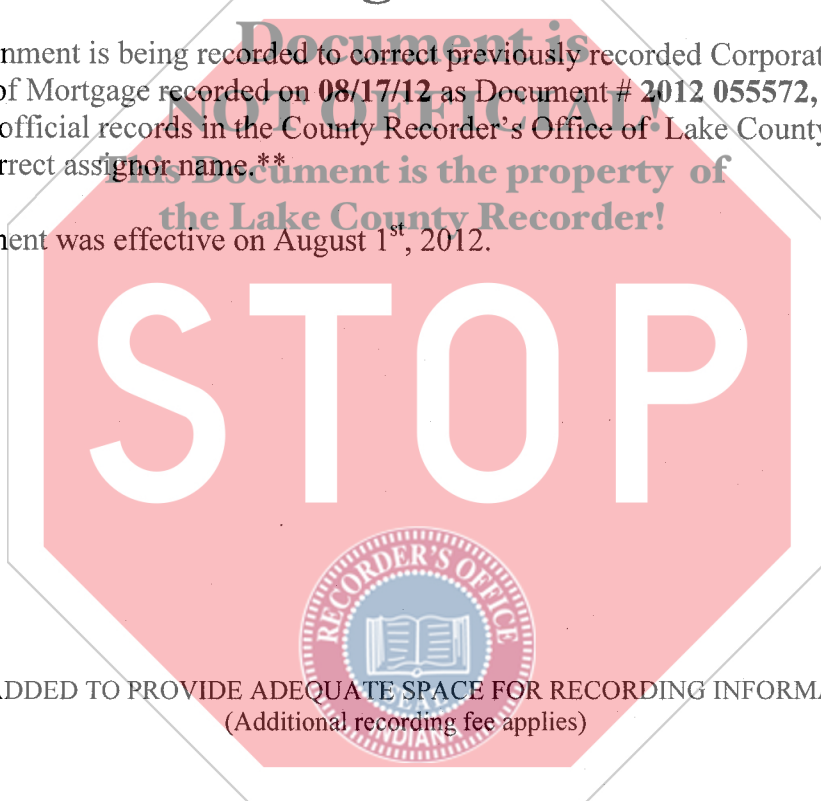 Document is
nment is being recorded to correct previously recorded Corporat
of Mortgage recorded on 08/17/12 as Document # 2012 055572,
NOT OFFICIAL!
official records in the County Recorder's Office of Lake County
rrect assignor name.**
This Document is the property of
the Lake County Recorder!
ent was effective on August 1st, 2012.
STOP
RECORDER'S OFFICE
SEAL
INDIANA
ADDED TO PROVIDE ADEQUATE SPACE FOR RECORDING INFORMA
(Additional recording fee applies)